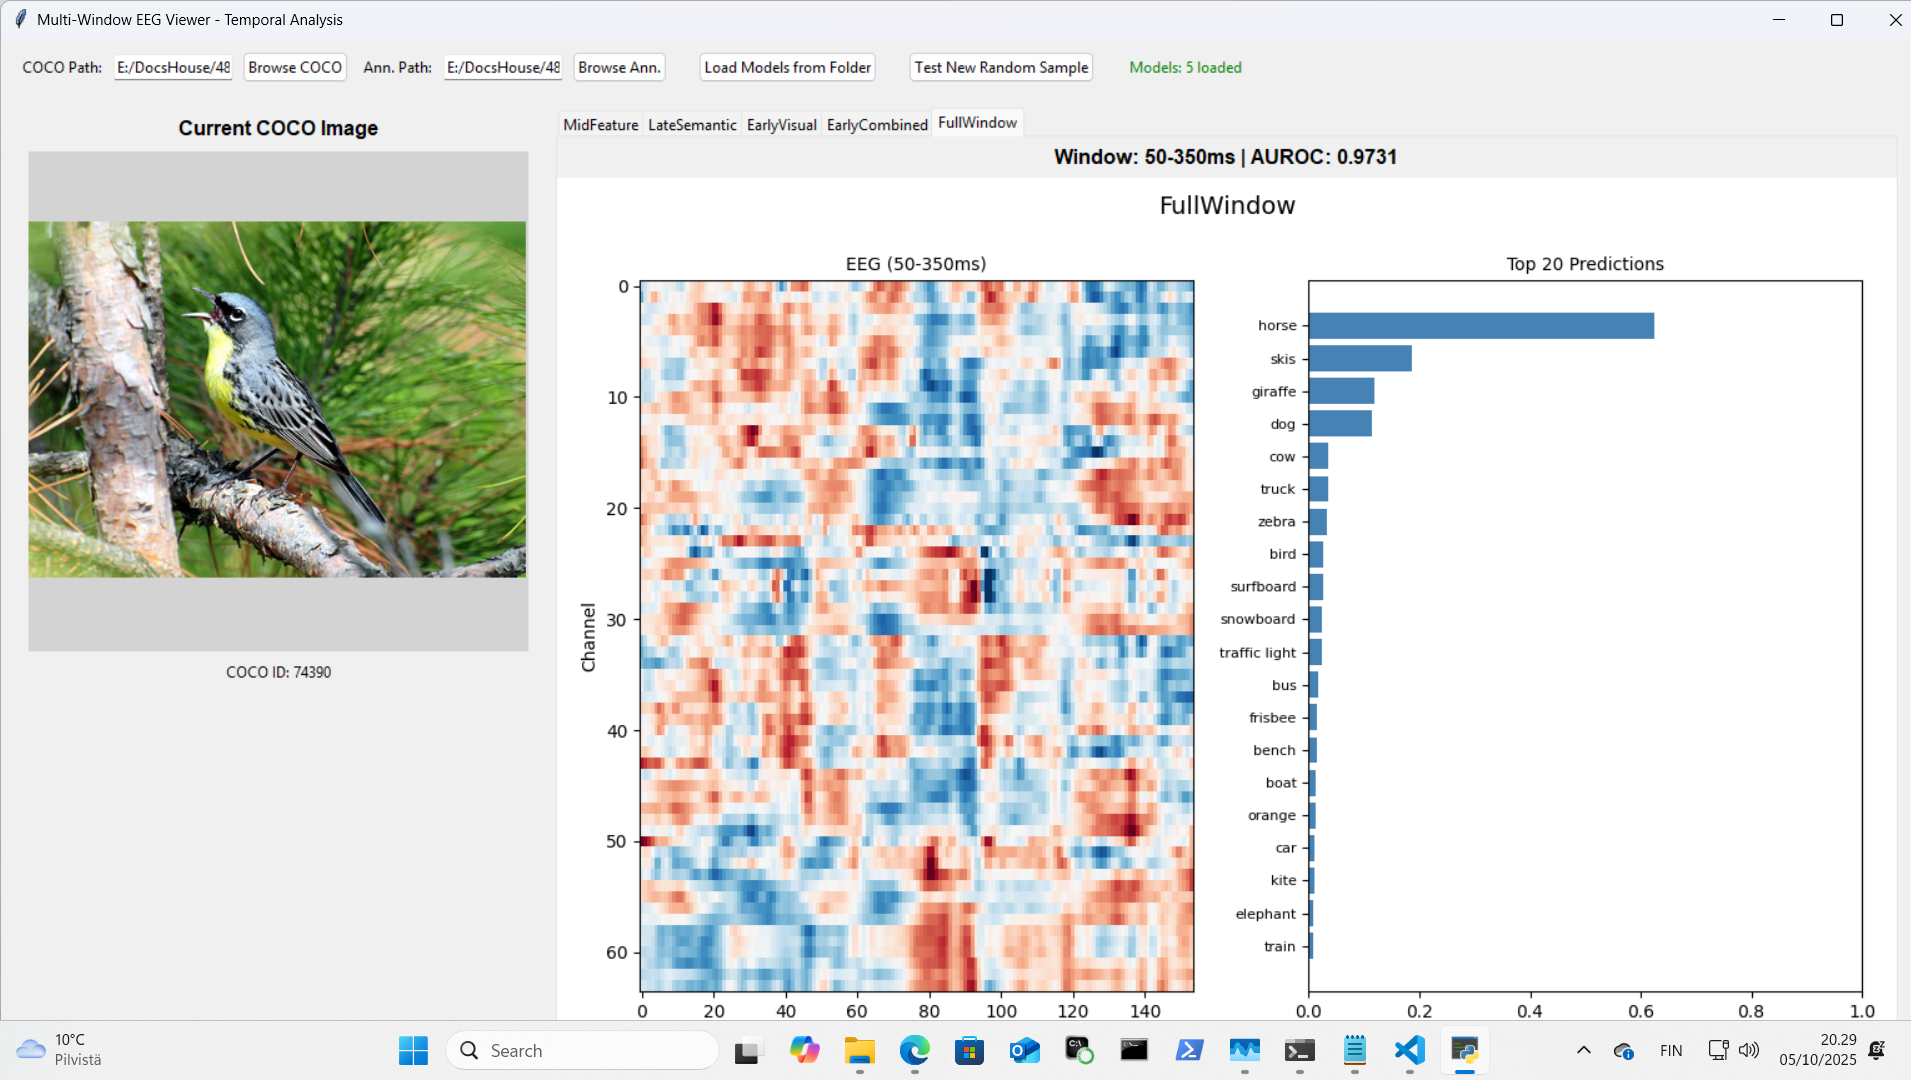 Multi-Window EEG Viewer - Temporal Analysis
COCO Path: E:/DocsHouse/48 Browse COCO Ann. Path: E:/DocsHouse/48 Browse Ann. Load Models from Folder Test New Random Sample Models: 5 loaded
Current COCO Image
COCO ID: 74390
MidFeature LateSemantic EarlyVisual EarlyCombined FullWindow
Window: 50-350ms | AUROC: 0.9731
FullWindow
EEG (50-350ms)
Channel
0
10
20
30
40
50
60
0 20 40 60 80 100 120 140
Top 20 Predictions
horse
skis
giraffe
dog
cow
truck
zebra
bird
surfboard
snowboard
traffic light
bus
frisbee
bench
boat
orange
car
kite
elephant
train
0.0 0.2 0.4 0.6 0.8 1.0
10°C
Pilvistä
Search
FIN
20.29
05/10/2025